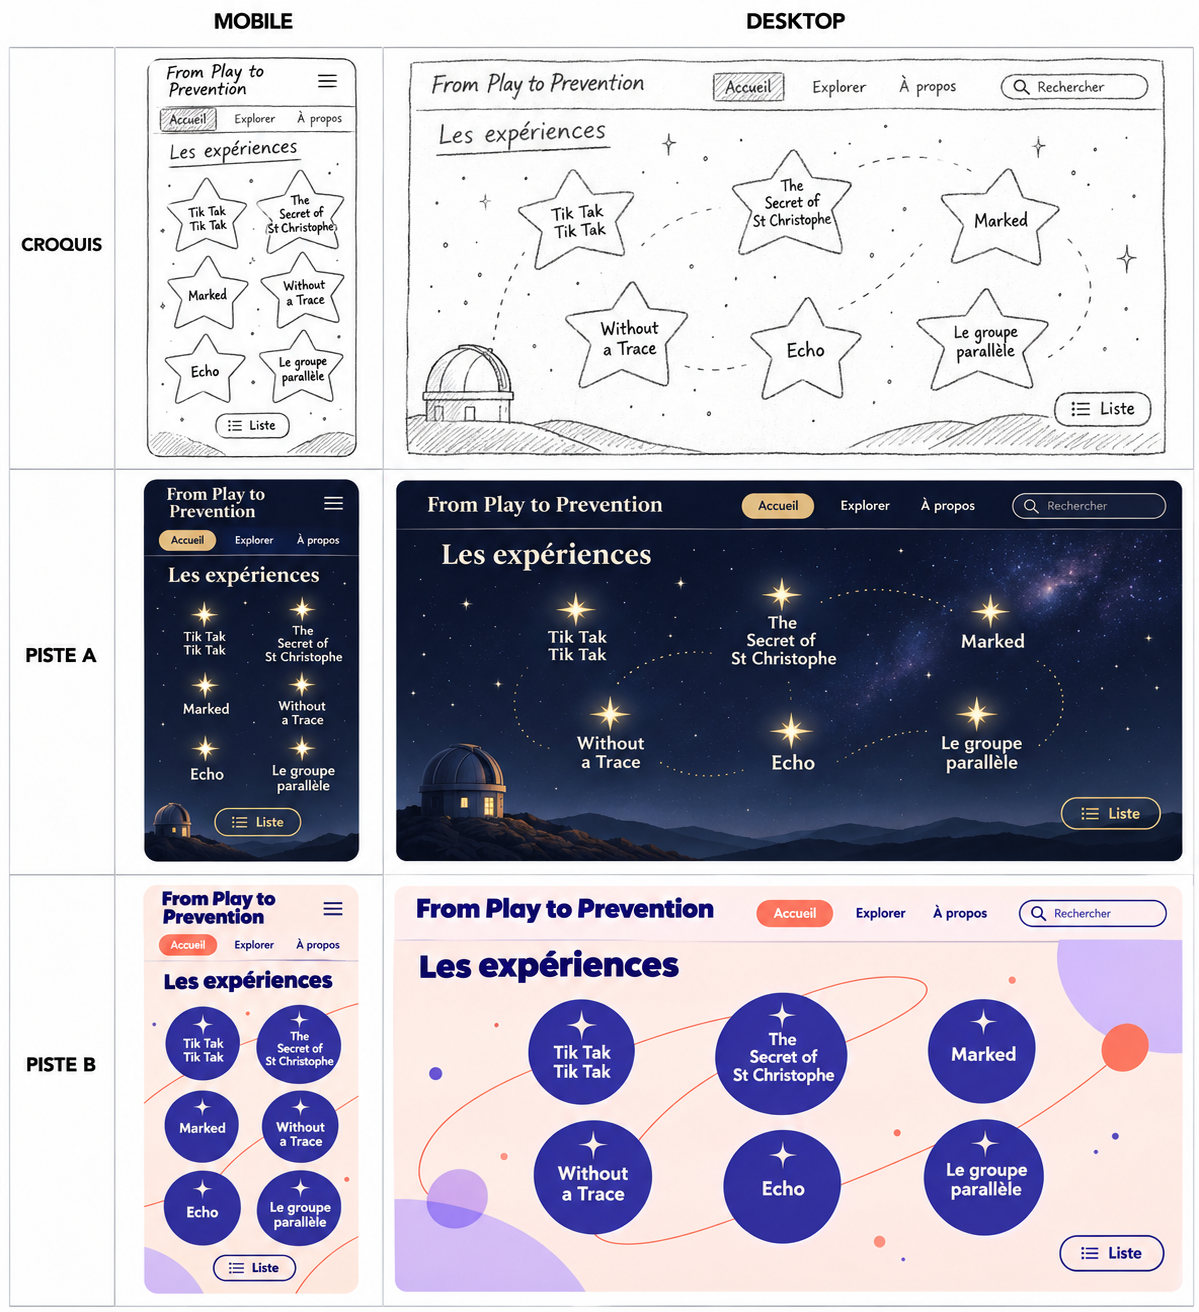 MOBILE
DESKTOP
CROQUIS
From Play to
Prevention
Accueil
Explorer
À propos
Les expériences
Tik Tak
Tik Tak
The
Secret of
St Christophe
Marked
Without
a Trace
Echo
Le groupe
parallèle
Liste
From Play to Prevention
Accueil
Explorer
À propos
Rechercher
Les expériences
Tik Tak
Tik Tak
The
Secret of
St Christophe
Marked
Without
a Trace
Echo
Le groupe
parallèle
Liste
PISTE A
From Play to
Prevention
Accueil
Explorer
À propos
Les expériences
Tik Tak
Tik Tak
The
Secret of
St Christophe
Marked
Without
a Trace
Echo
Le groupe
parallèle
Liste
From Play to Prevention
Accueil
Explorer
À propos
Rechercher
Les expériences
Tik Tak
Tik Tak
The
Secret of
St Christophe
Marked
Without
a Trace
Echo
Le groupe
parallèle
Liste
PISTE B
From Play to
Prevention
Accueil
Explorer
À propos
Les expériences
Tik Tak
Tik Tak
The
Secret of
St Christophe
Marked
Without
a Trace
Echo
Le groupe
parallèle
Liste
From Play to Prevention
Accueil
Explorer
À propos
Rechercher
Les expériences
Tik Tak
Tik Tak
The
Secret of
St Christophe
Marked
Without
a Trace
Echo
Le groupe
parallèle
Liste